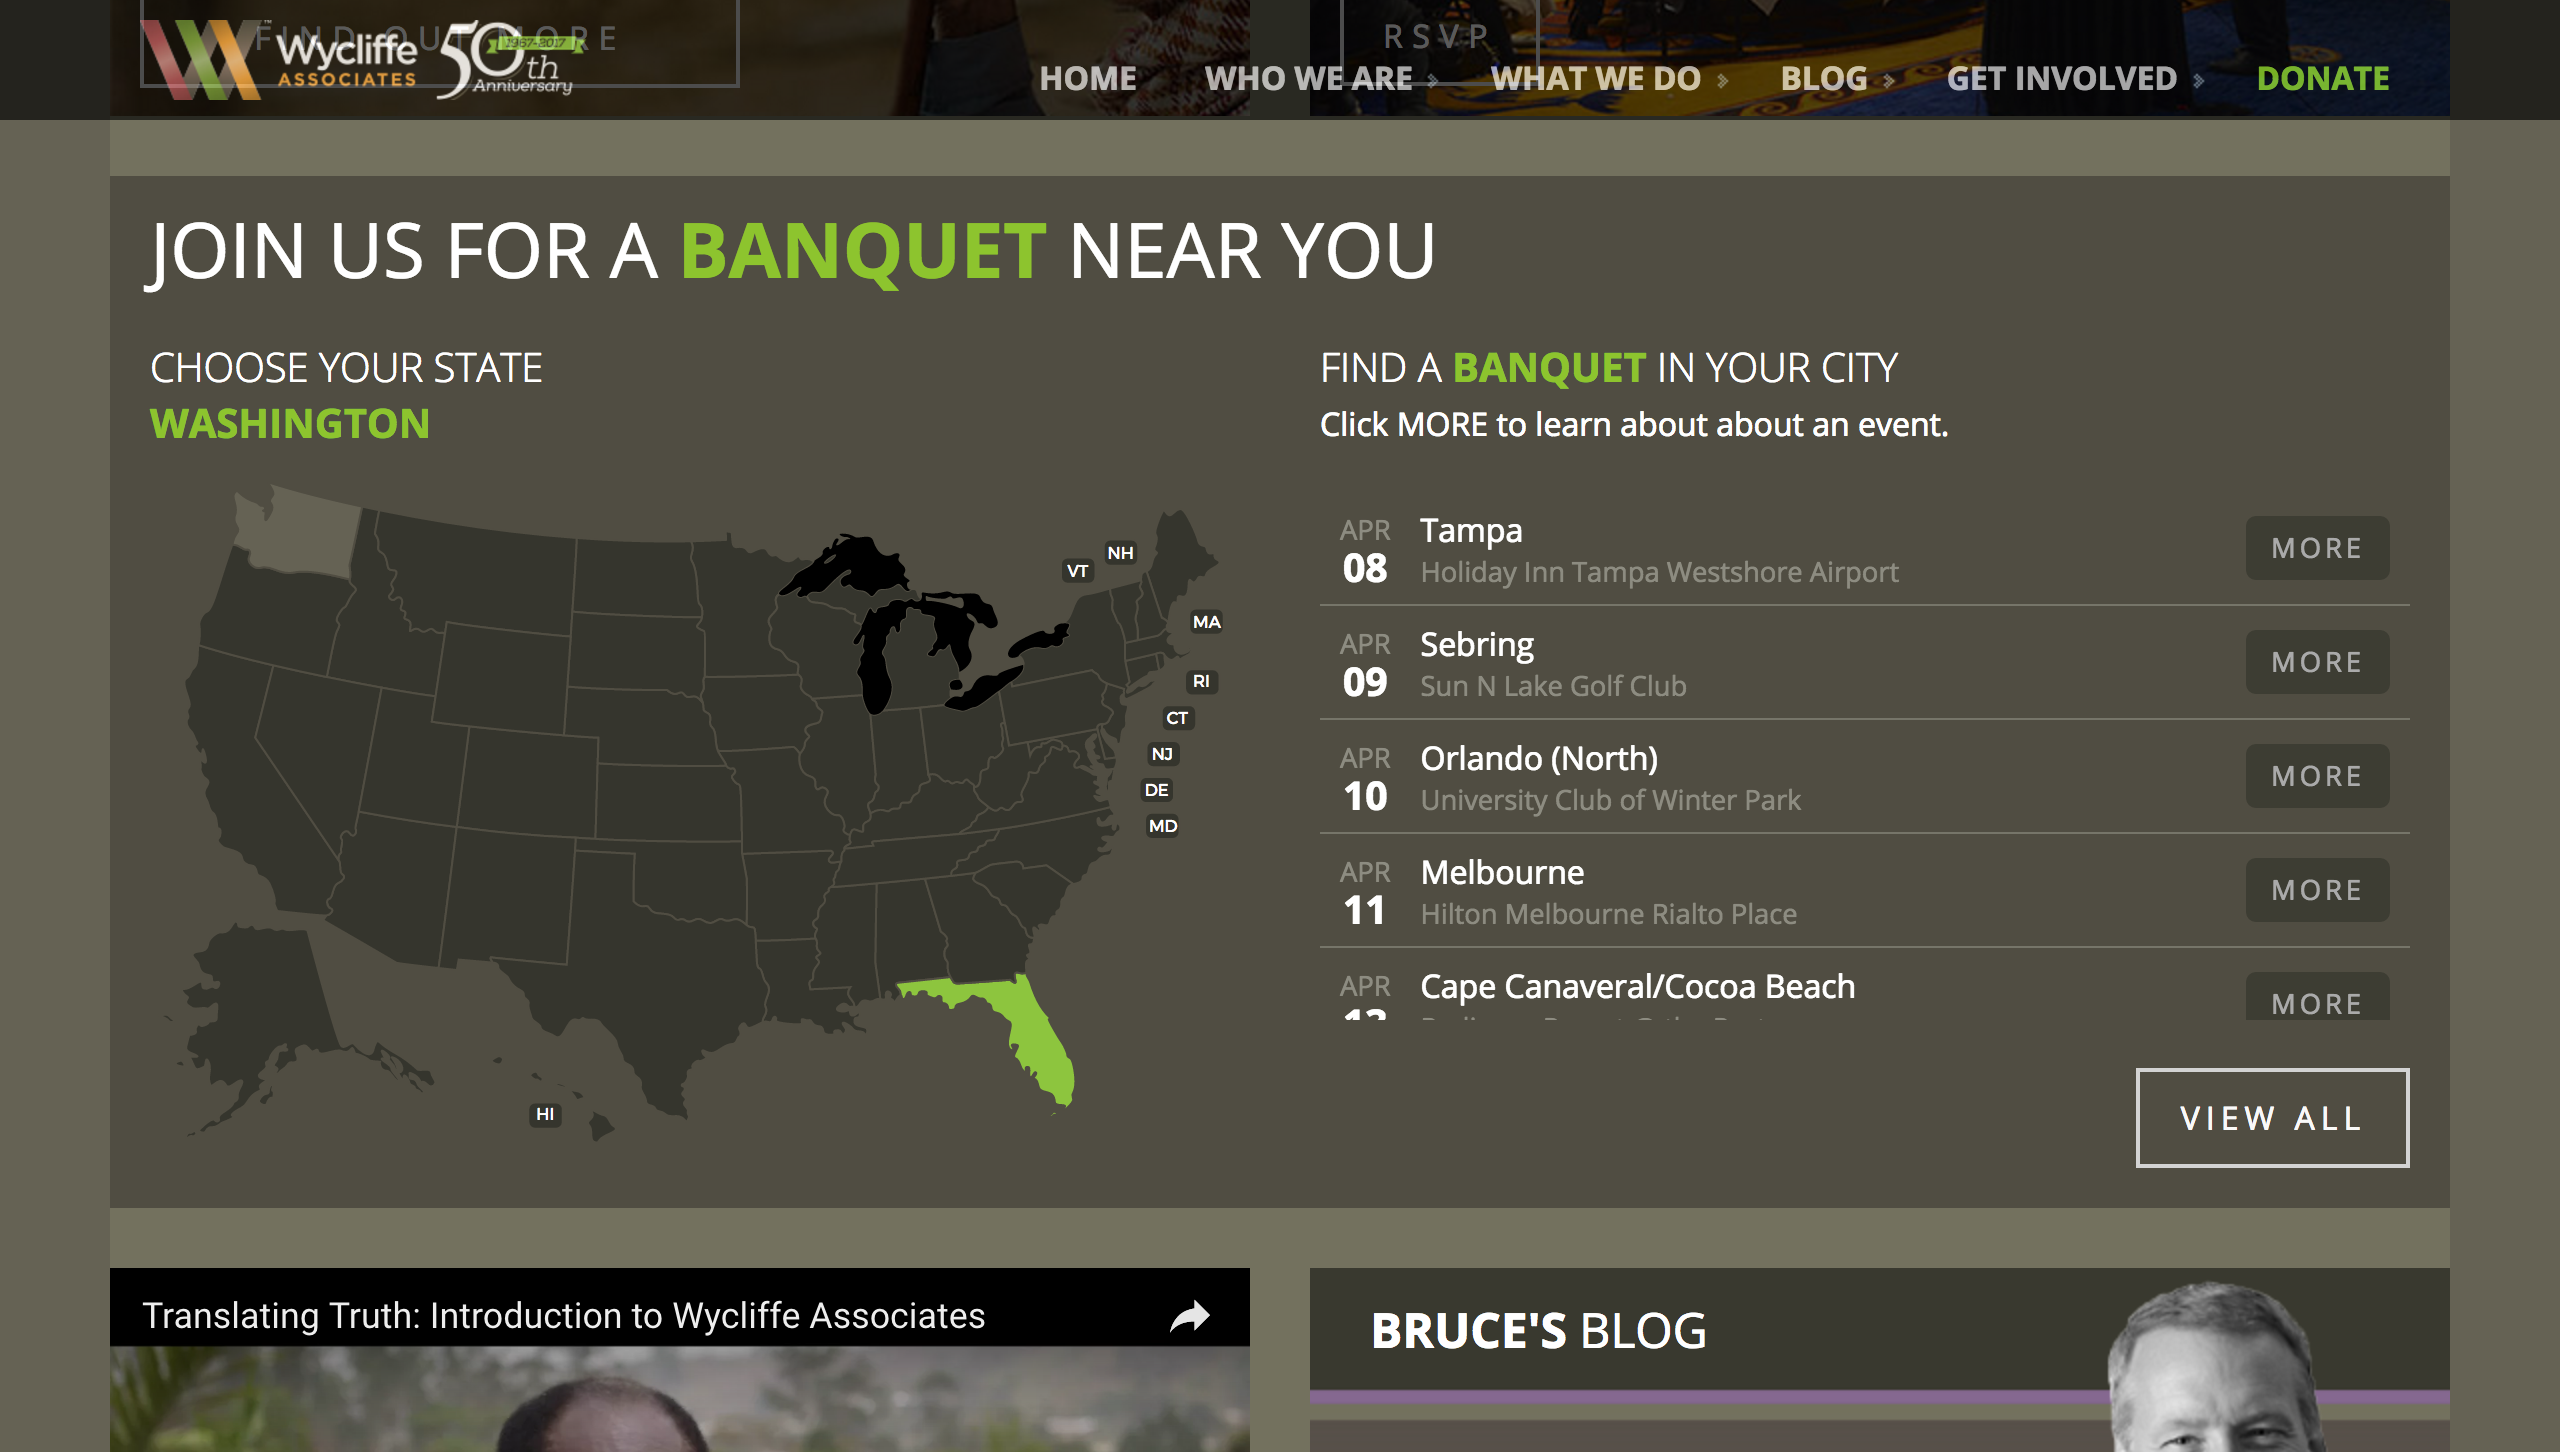 FIND OUT MORE
RSVP
Wycliffe
ASSOCIATES
50th
1967-2017
Anniversary
HOME
WHO WE ARE
WHAT WE DO
BLOG
GET INVOLVED
DONATE
JOIN US FOR A BANQUET NEAR YOU
CHOOSE YOUR STATE
WASHINGTON
VT
NH
MA
RI
CT
NJ
DE
MD
HI
FIND A BANQUET IN YOUR CITY
Click MORE to learn about about an event.
APR
08
Tampa
Holiday Inn Tampa Westshore Airport
MORE
APR
09
Sebring
Sun N Lake Golf Club
MORE
APR
10
Orlando (North)
University Club of Winter Park
MORE
APR
11
Melbourne
Hilton Melbourne Rialto Place
MORE
APR
Cape Canaveral/Cocoa Beach
MORE
VIEW ALL
Translating Truth: Introduction to Wycliffe Associates
BRUCE'S BLOG